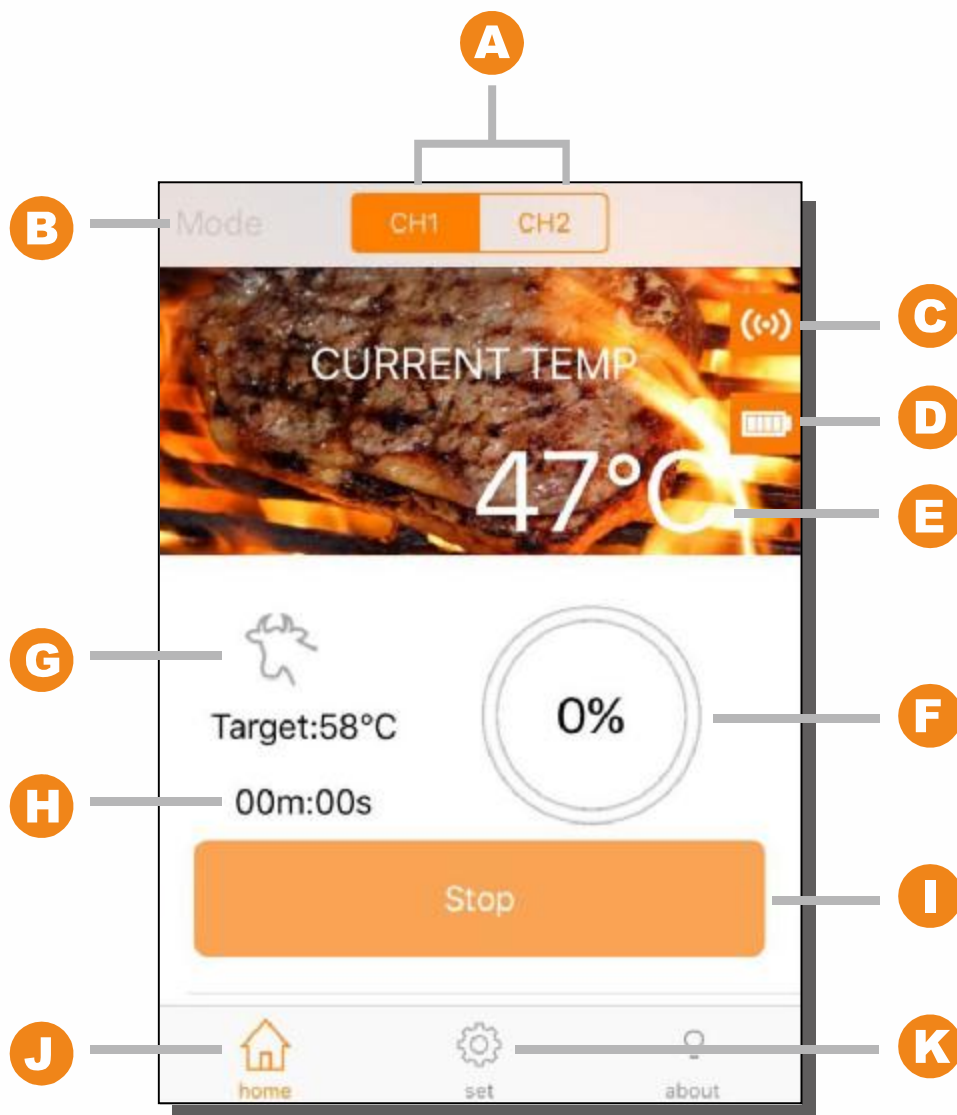 A
B
Mode
CH1 CH2
C
CURRENT TEMP
D
47°C
E
G
Target:58°C
0%
F
H
00m:00s
Stop
I
J
K
home set about